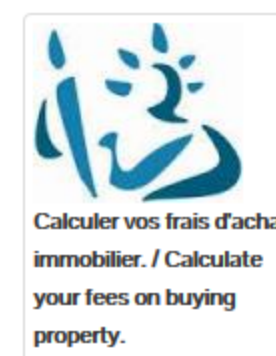 Calculer vos frais d'acha
immobilier. / Calculate
your fees on buying
property.